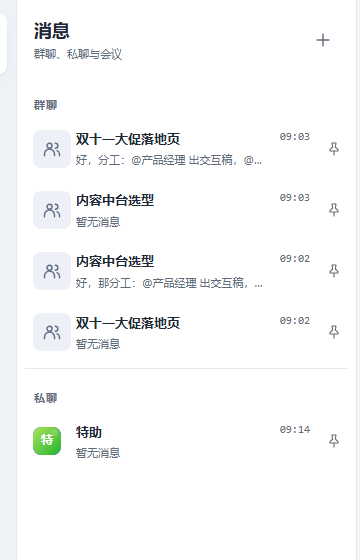 消息
群聊、私聊与会议
群聊
双十一大促落地页
09:03
好，分工：@产品经理 出交互稿，@...
内容中台选型
09:03
暂无消息
内容中台选型
09:02
好，那分工：@产品经理 出交互稿，...
双十一大促落地页
09:02
暂无消息
私聊
特
特助
09:14
暂无消息